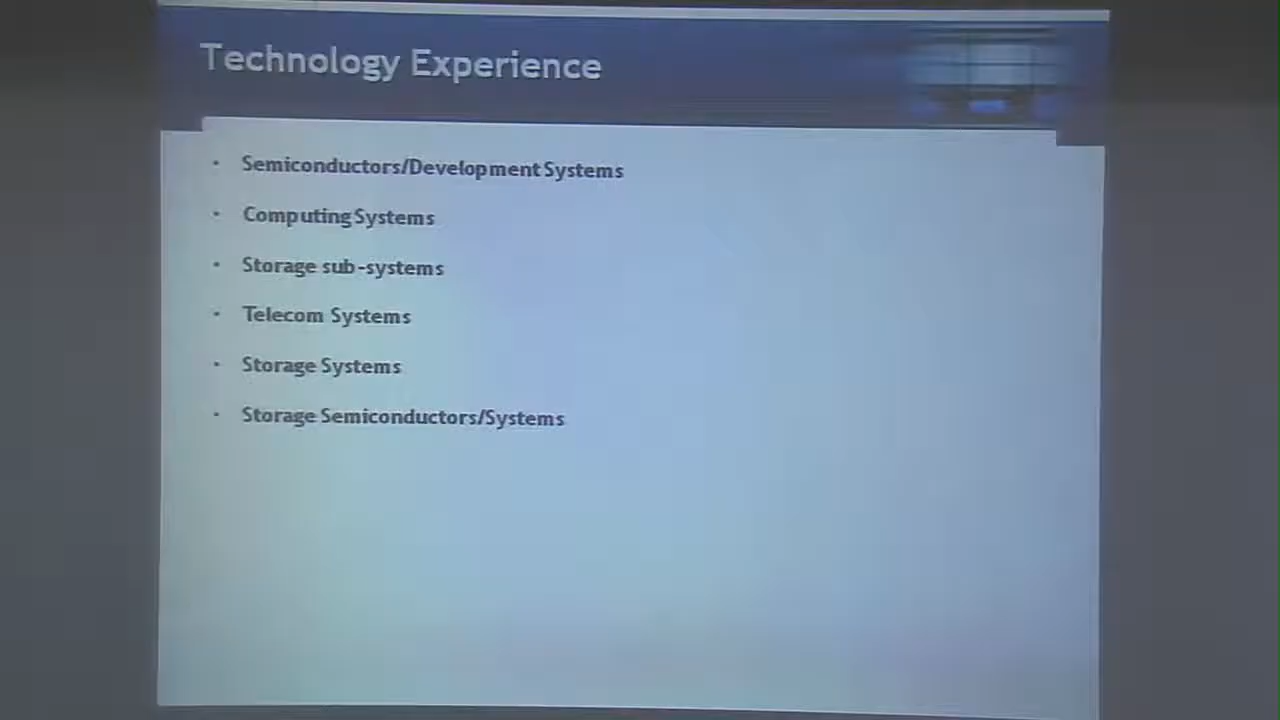 Technology Experience
Semiconductors/Development Systems
Computing Systems
Storage sub-systems
Telecom Systems
Storage Systems
Storage Semiconductors/Systems